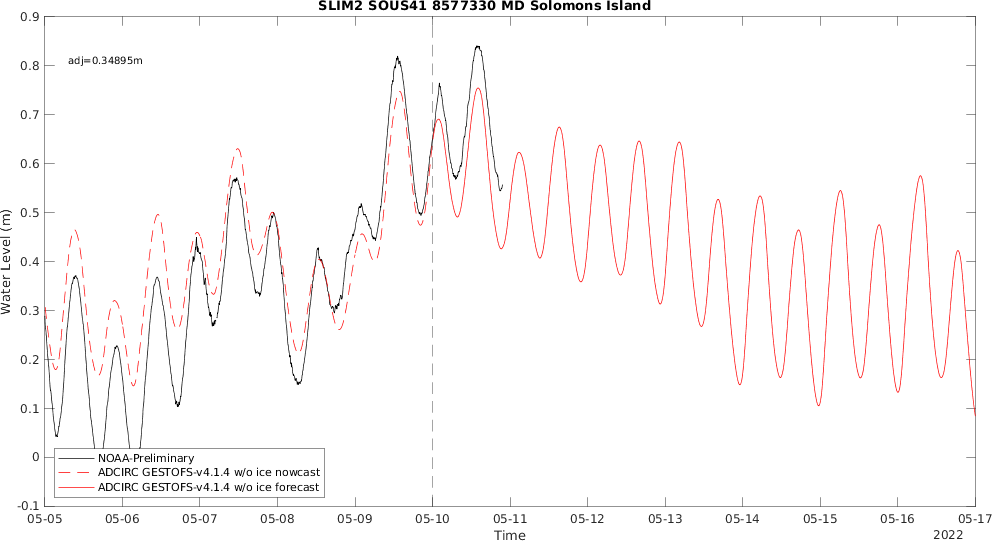 SLIM2 SOUS41 8577330 MD Solomons Island
0.9
adj=0.34895m
0.8
0.7
0.6
0.5
0.4
0.3
0.2
0.1
0
-0.1
Water Level (m)
NOAA-Preliminary
ADCIRC GESTOFS-v4.1.4 w/o ice nowcast
ADCIRC GESTOFS-v4.1.4 w/o ice forecast
05-05 05-06 05-07 05-08 05-09 05-10 05-11 05-12 05-13 05-14 05-15 05-16 05-17
Time
2022